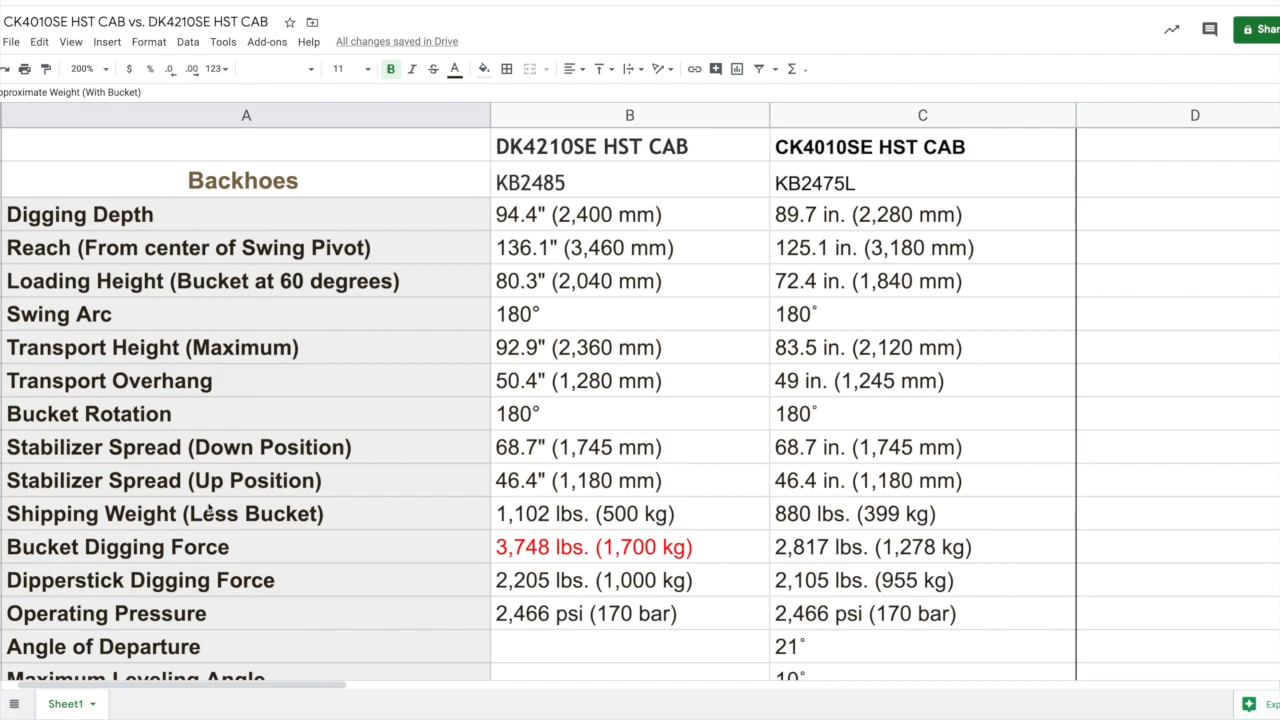 CK4010SE HST CAB vs. DK4210SE HST CAB
File Edit View Insert Format Data Tools Add-ons Help All changes saved in Drive
200% $ % .0 .00 123 11 B I S A Σ
pproximate Weight (With Bucket)
A B C D
DK4210SE HST CAB CK4010SE HST CAB
Backhoes KB2485 KB2475L
Digging Depth 94.4" (2,400 mm) 89.7 in. (2,280 mm)
Reach (From center of Swing Pivot) 136.1" (3,460 mm) 125.1 in. (3,180 mm)
Loading Height (Bucket at 60 degrees) 80.3" (2,040 mm) 72.4 in. (1,840 mm)
Swing Arc 180° 180˚
Transport Height (Maximum) 92.9" (2,360 mm) 83.5 in. (2,120 mm)
Transport Overhang 50.4" (1,280 mm) 49 in. (1,245 mm)
Bucket Rotation 180° 180˚
Stabilizer Spread (Down Position) 68.7" (1,745 mm) 68.7 in. (1,745 mm)
Stabilizer Spread (Up Position) 46.4" (1,180 mm) 46.4 in. (1,180 mm)
Shipping Weight (Less Bucket) 1,102 lbs. (500 kg) 880 lbs. (399 kg)
Bucket Digging Force 3,748 lbs. (1,700 kg) 2,817 lbs. (1,278 kg)
Dipperstick Digging Force 2,205 lbs. (1,000 kg) 2,105 lbs. (955 kg)
Operating Pressure 2,466 psi (170 bar) 2,466 psi (170 bar)
Angle of Departure 21˚
Maximum Leveling Angle 10˚
Sheet1
Shar
Exp